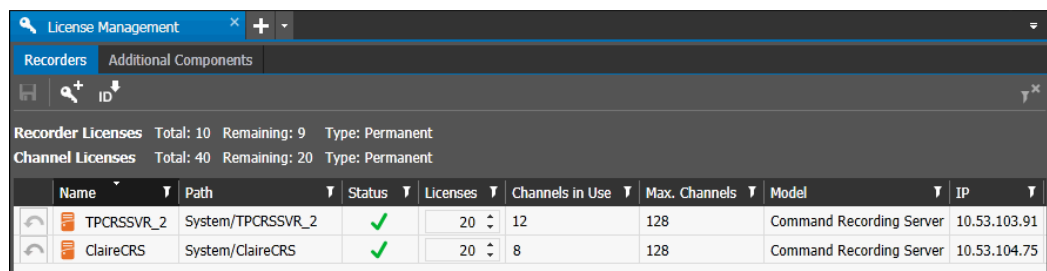 License Management
Recorders Additional Components
ID
Recorder Licenses Total: 10 Remaining: 9 Type: Permanent
Channel Licenses Total: 40 Remaining: 20 Type: Permanent
Name Path Status Licenses Channels in Use Max. Channels Model IP
TPCRSSVR_2 System/TPCRSSVR_2 20 12 128 Command Recording Server 10.53.103.91
ClaireCRS System/ClaireCRS 20 8 128 Command Recording Server 10.53.104.75